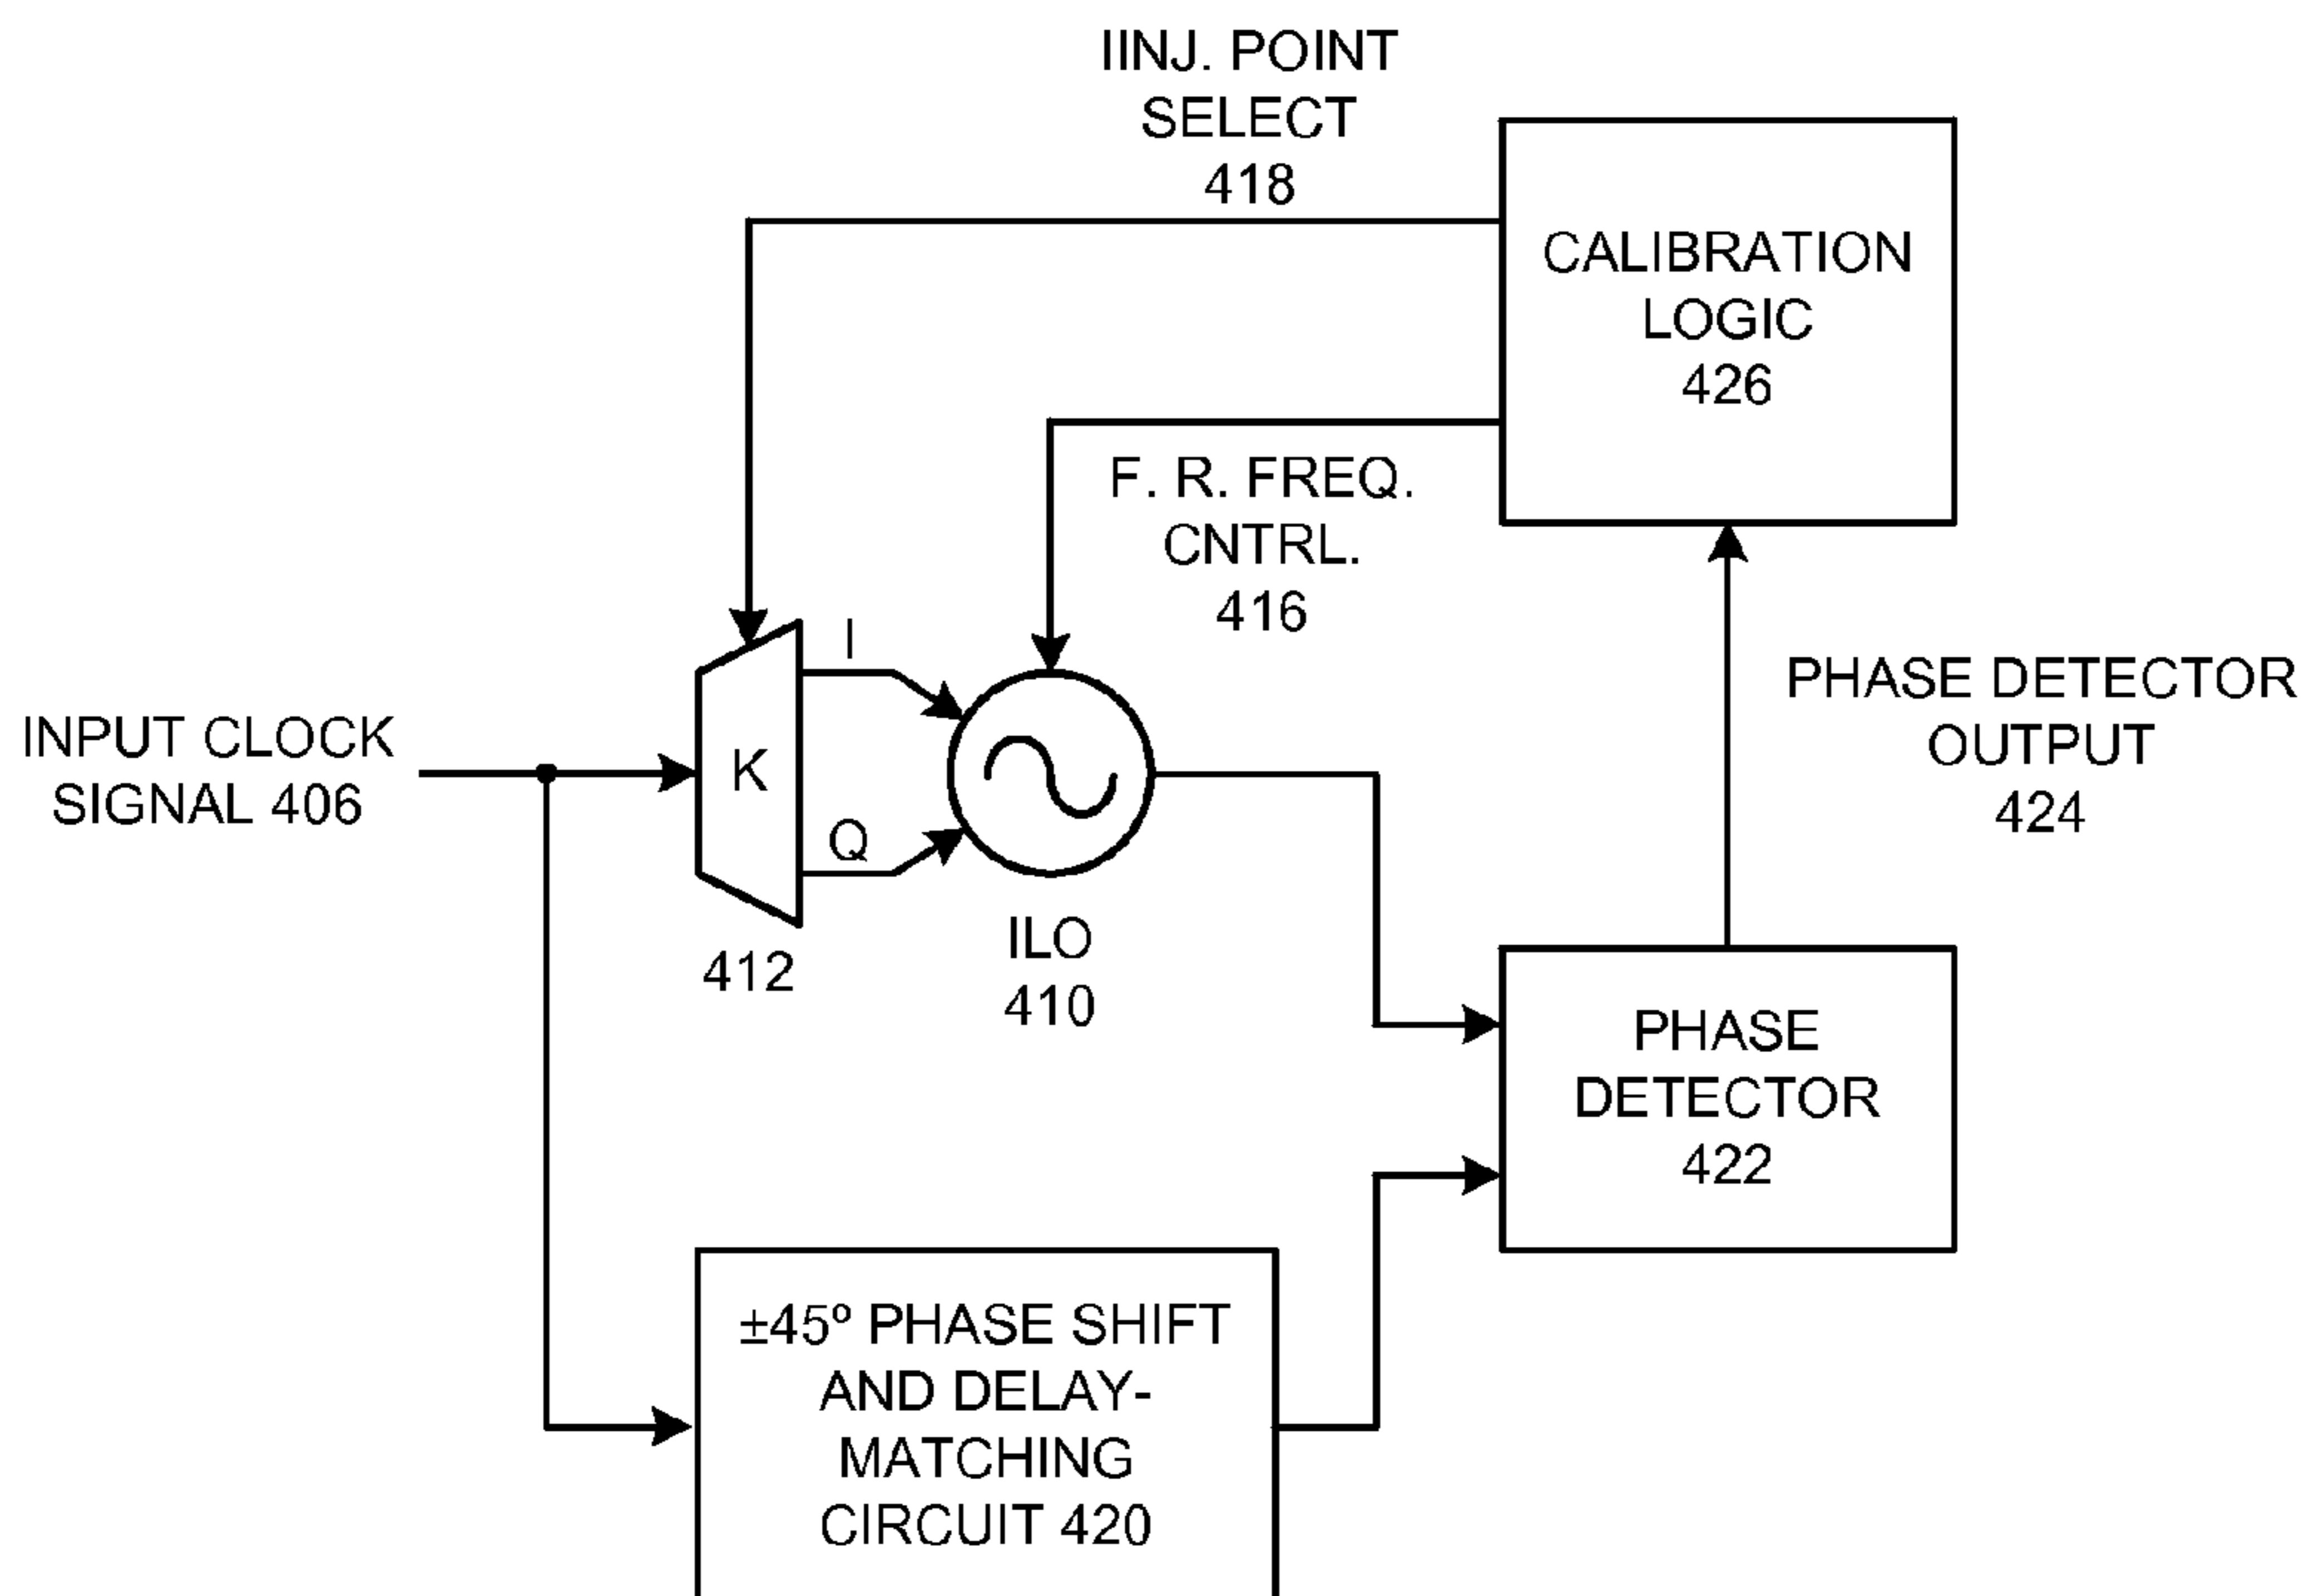 IINJ. POINT
SELECT
418
CALIBRATION
LOGIC
426
F. R. FREQ.
CNTRL.
416
I
K
Q
INPUT CLOCK
SIGNAL 406
412
ILO
410
PHASE DETECTOR
OUTPUT
424
PHASE
DETECTOR
422
±45º PHASE SHIFT
AND DELAY-
MATCHING
CIRCUIT 420